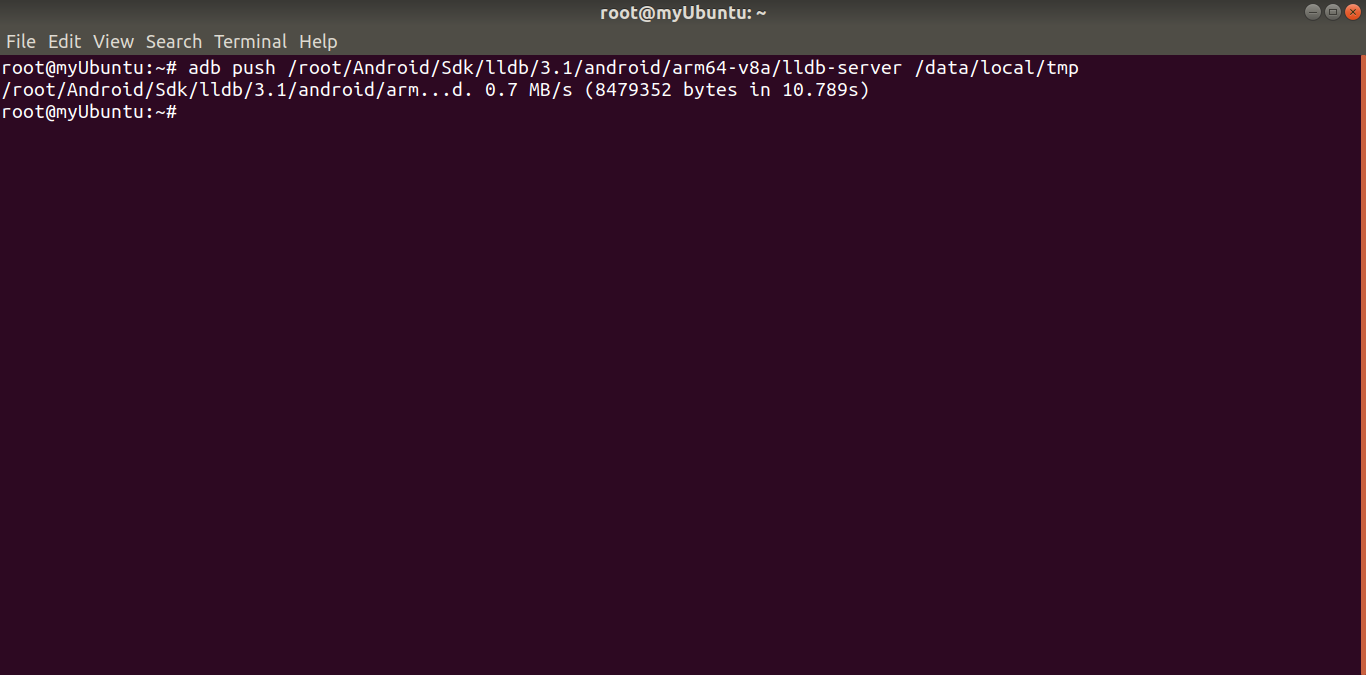 root@myUbuntu: ~
File Edit View Search Terminal Help
root@myUbuntu:~# adb push /root/Android/Sdk/lldb/3.1/android/arm64-v8a/lldb-server /data/local/tmp
/root/Android/Sdk/lldb/3.1/android/arm...d. 0.7 MB/s (8479352 bytes in 10.789s)
root@myUbuntu:~#